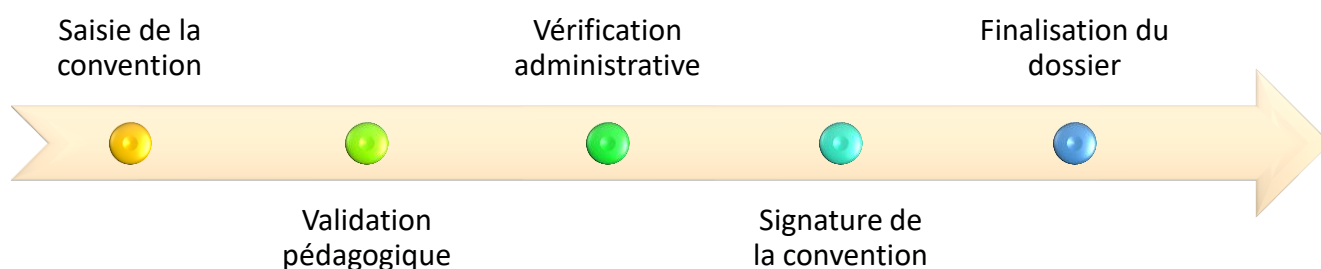 Saisie de la
convention
Validation
pédagogique
Vérification
administrative
Signature de
la convention
Finalisation du
dossier